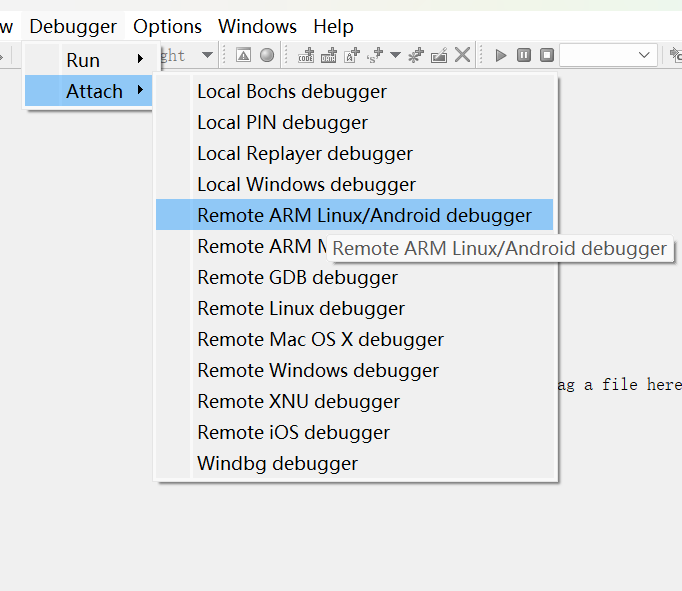 w Debugger Options Windows Help
Run
ght
Attach
Local Bochs debugger
Local PIN debugger
Local Replayer debugger
Local Windows debugger
Remote ARM Linux/Android debugger
Remote ARM M
Remote ARM Linux/Android debugger
Remote GDB debugger
Remote Linux debugger
Remote Mac OS X debugger
Remote Windows debugger
ag a file here
Remote XNU debugger
Remote iOS debugger
Windbg debugger